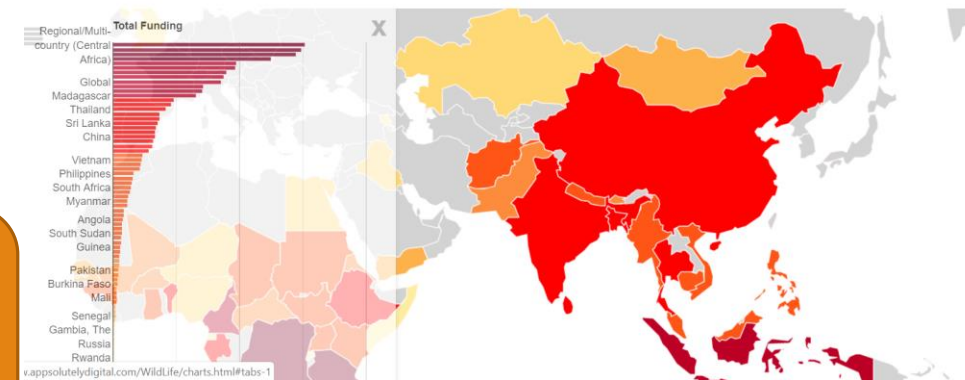 Total Funding
X
Regional/Multi-
country (Central
Africa)
Global
Madagascar
Thailand
Sri Lanka
China
Vietnam
Philippines
South Africa
Myanmar
Angola
South Sudan
Guinea
Pakistan
Burkina Faso
Mali
Senegal
Gambia, The
Russia
Rwanda
v.appsolutelydigital.com/WildLife/charts.html#tabs-1